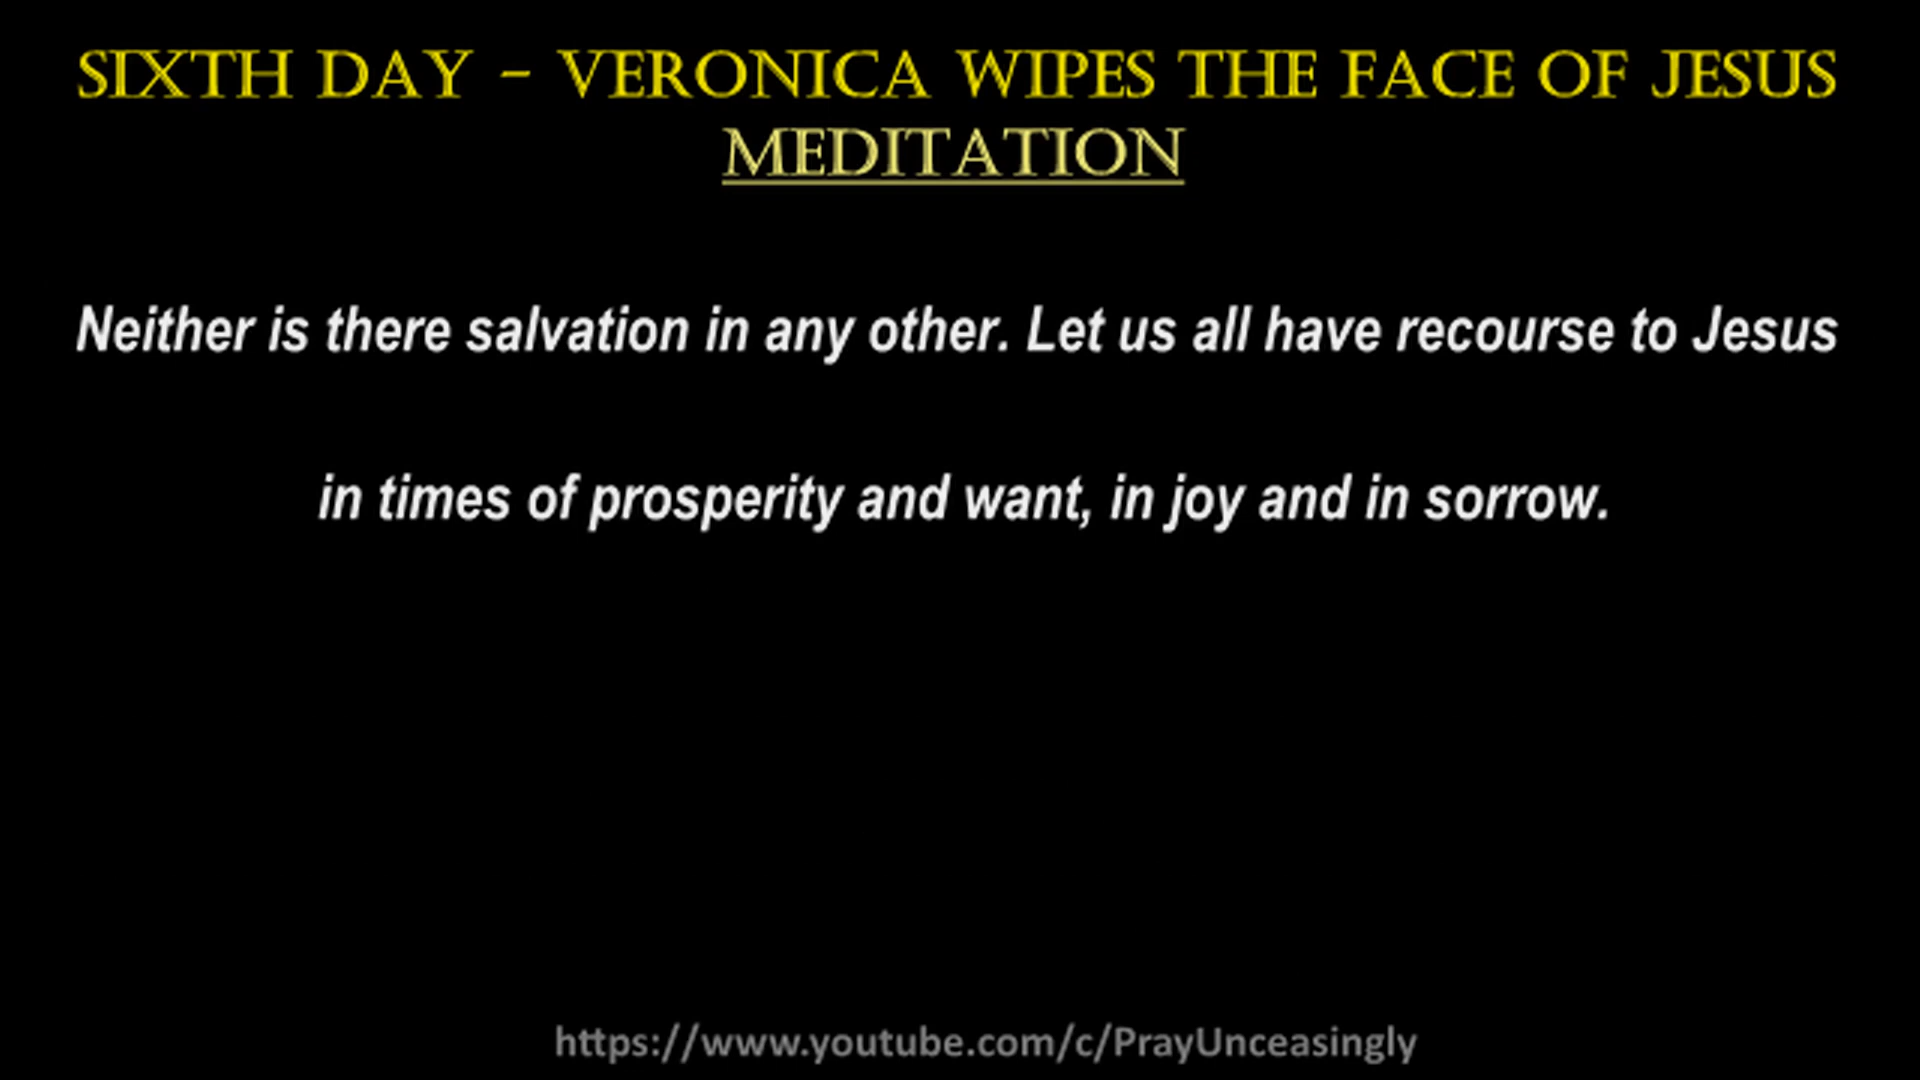 SIXTH DAY - VERONICA WIPES THE FACE OF JESUS
MEDITATION
Neither is there salvation in any other. Let us all have recourse to Jesus
in times of prosperity and want, in joy and in sorrow.
https://www.youtube.com/c/PrayUnceasingly